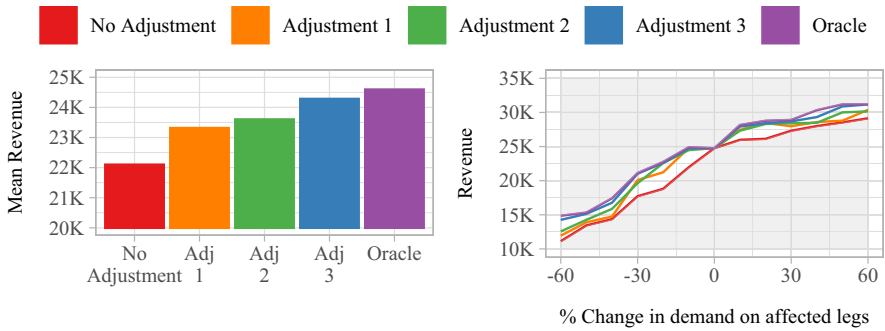 No Adjustment Adjustment 1 Adjustment 2 Adjustment 3 Oracle
Mean Revenue
25K
24K
23K
22K
21K
20K
No Adjustment
Adj 1
Adj 2
Adj 3
Oracle
Revenue
35K
30K
25K
20K
15K
10K
-60 -30 0 30 60
% Change in demand on affected legs